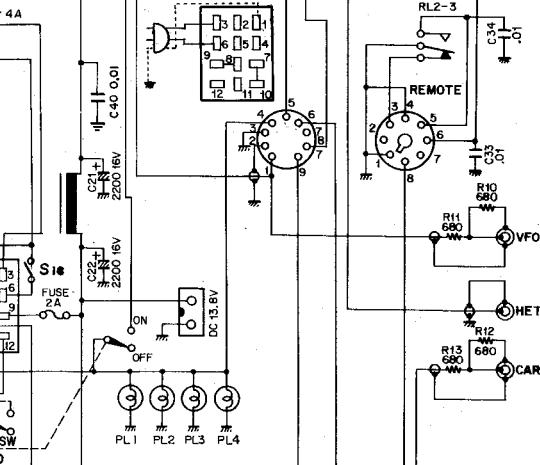 4A
RL2-3
C34
.01
3 2 1
6 5 4
9 8 7
12 11 10
C40 0,01
REMOTE
5
4 6
3 7
2 8
7
1 9
3 4
5
2 6
1 7
8
C33
.01
C21 +
2200 16V
R10
680
R11
680
VFO
C22 +
2200 16V
S1e
3
6
FUSE
2A
9
12
DC 13,8V
ON
OFF
HET
R12
680
R13
680
CAR
SW
PL1 PL2 PL3 PL4